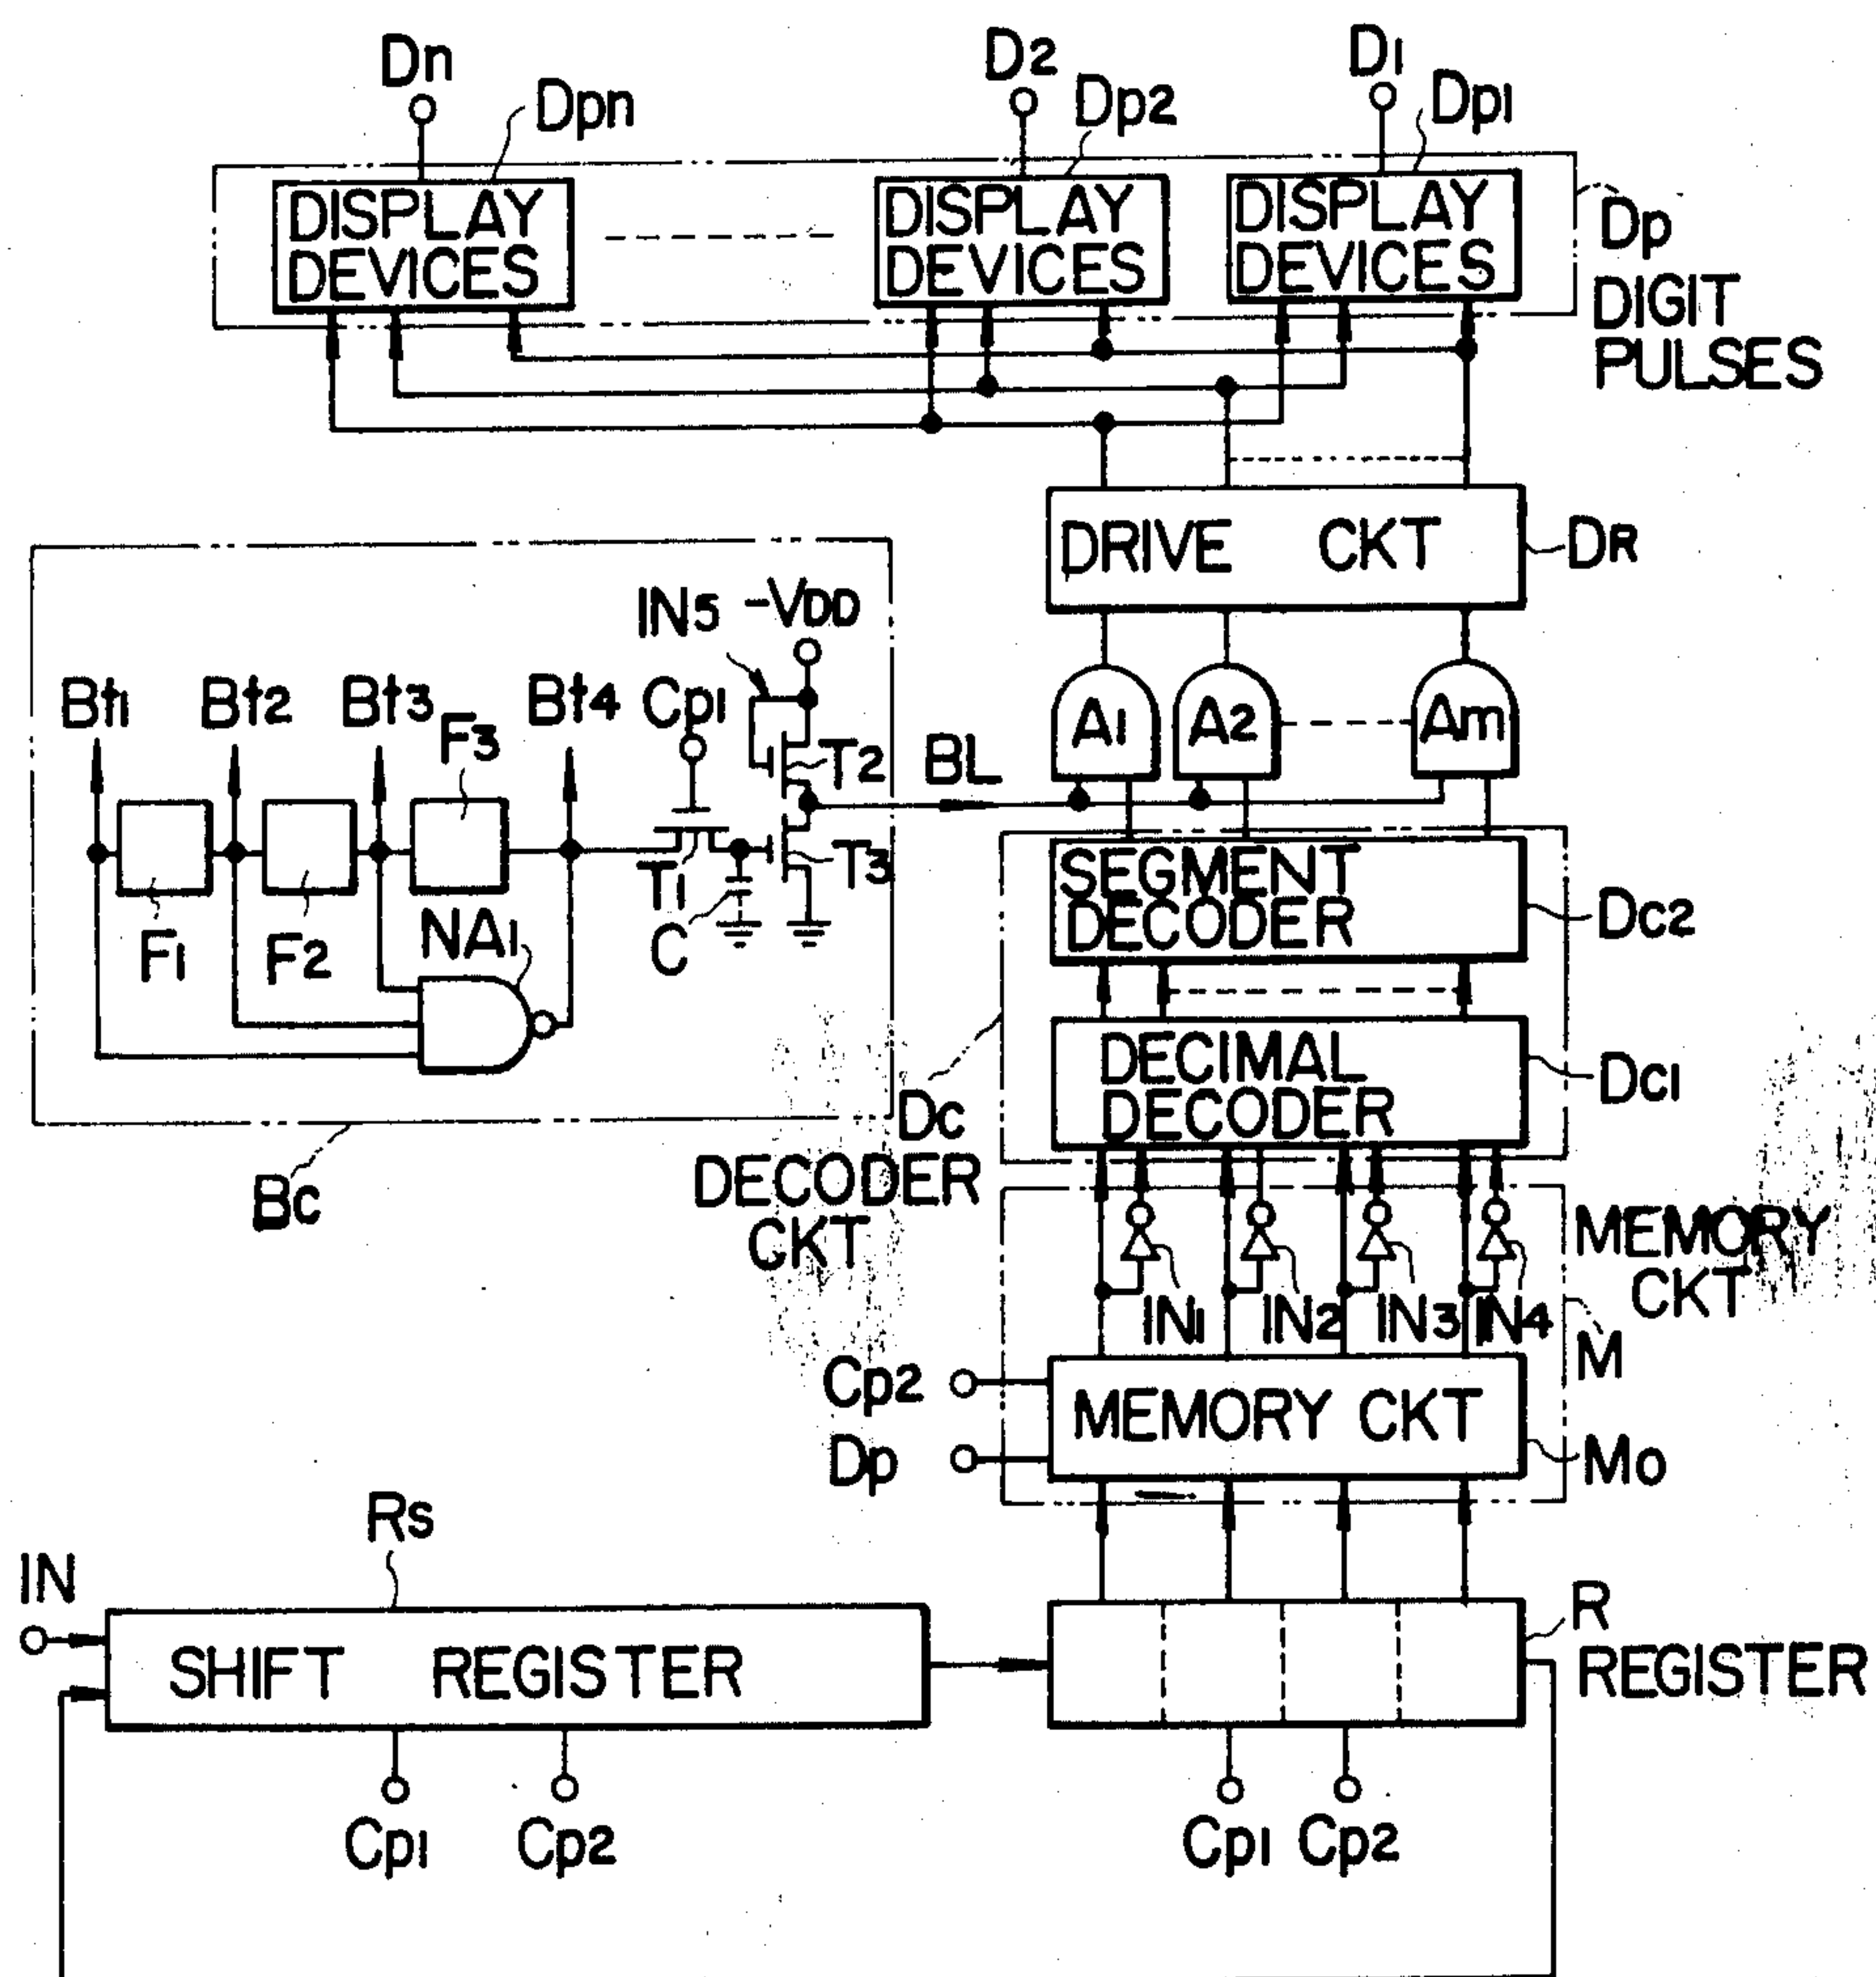 Dn
D2
D1
Dpn
Dp2
Dp1
DISPLAY
DEVICES
DISPLAY
DEVICES
DISPLAY
DEVICES
Dp
DIGIT
PULSES
DRIVE CKT
DR
IN5
-VDD
Bt1
Bt2
Bt3
F3
Bt4
Cp1
T2
BL
A1
A2
Am
T1
T3
C
F1
F2
NA1
SEGMENT
DECODER
Dc2
DECIMAL
DECODER
Dc1
Dc
DECODER
CKT
Bc
IN1
IN2
IN3
IN4
MEMORY
CKT
M
Cp2
Dp
MEMORY CKT
Mo
Rs
IN
SHIFT REGISTER
R
REGISTER
Cp1
Cp2
Cp1
Cp2